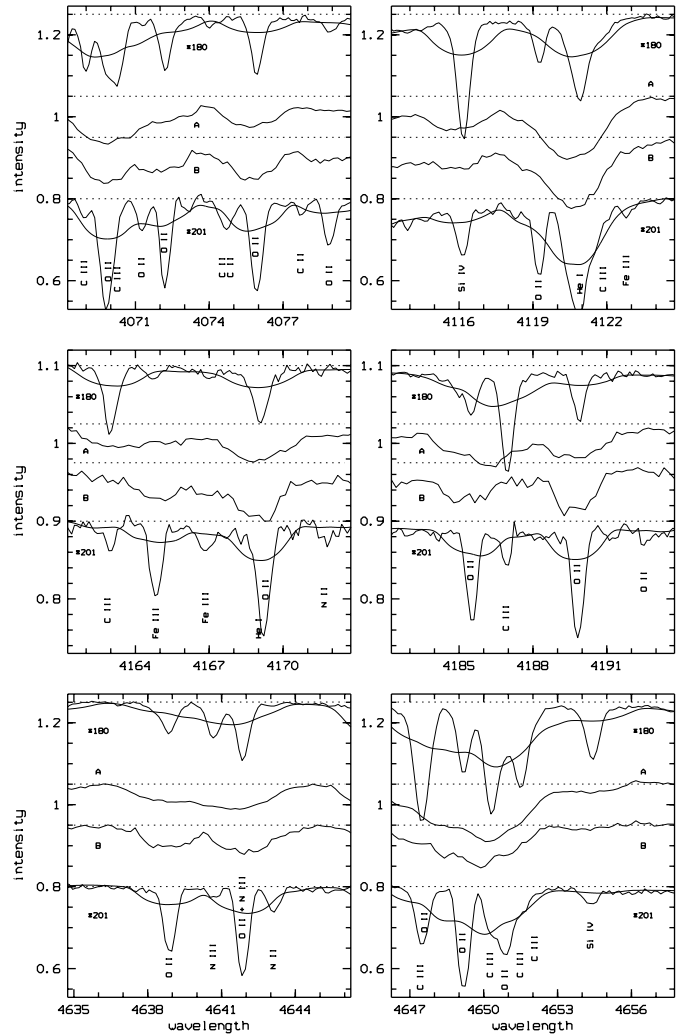 1.2
1
0.8
0.6
intensity
*180
A
B
*201
C III
O II
C III
O II
O II
C III
C III
O II
C III
O II
4071 4074 4077
*180
A
B
*201
Si IV
O II
He I
C III
Fe III
4116 4119 4122
1.1
1
0.9
0.8
intensity
*180
A
B
*201
C III
Fe III
Fe III
He I
O II
N II
4164 4167 4170
*180
A
B
*201
O II
C III
O II
O II
4185 4188 4191
1.2
1
0.8
0.6
intensity
*180
A
B
*201
O II
N III
O II + N III
N II
4635 4638 4641 4644
wavelength
*180
A
B
*201
C III
O II
O II
C III
O II
C III
C III
Si IV
4647 4650 4653 4656
wavelength